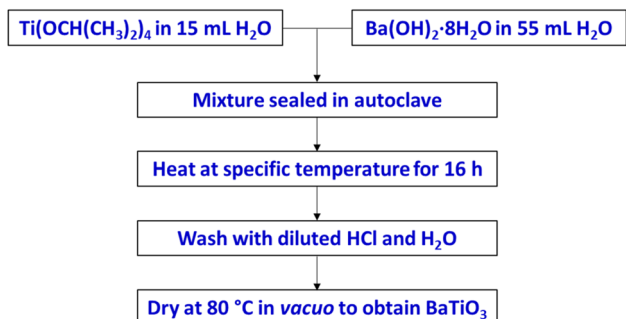 Ti(OCH(CH₃)₂)₄ in 15 mL H₂O
Ba(OH)₂·8H₂O in 55 mL H₂O
Mixture sealed in autoclave
Heat at specific temperature for 16 h
Wash with diluted HCl and H₂O
Dry at 80 °C in vacuo to obtain BaTiO₃